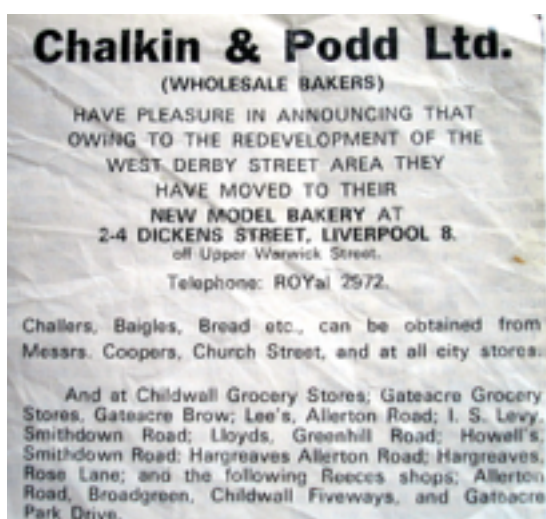 Chalkin & Podd Ltd.
(WHOLESALE BAKERS)
HAVE PLEASURE IN ANNOUNCING THAT
OWING TO THE REDEVELOPMENT OF THE
WEST DERBY STREET AREA THEY
HAVE MOVED TO THEIR
NEW MODEL BAKERY AT
2-4 DICKENS STREET, LIVERPOOL 8.
off Upper Warwick Street.
Telephone: ROYal 2972.
Challers, Baigles, Bread etc., can be obtained from
Messrs. Coopers, Church Street, and at all city stores.
And at Childwall Grocery Stores; Gateacre Grocery
Stores, Gateacre Brow; Lee's, Allerton Road; I. S. Levy,
Smithdown Road; Lloyds, Greenhill Road; Howell's,
Smithdown Road; Hargreaves Allerton Road; Hargreaves,
Rose Lane; and the following Reeces shops; Allerton
Road, Broadgreen, Childwall Fiveways, and Gateacre
Park Drive.